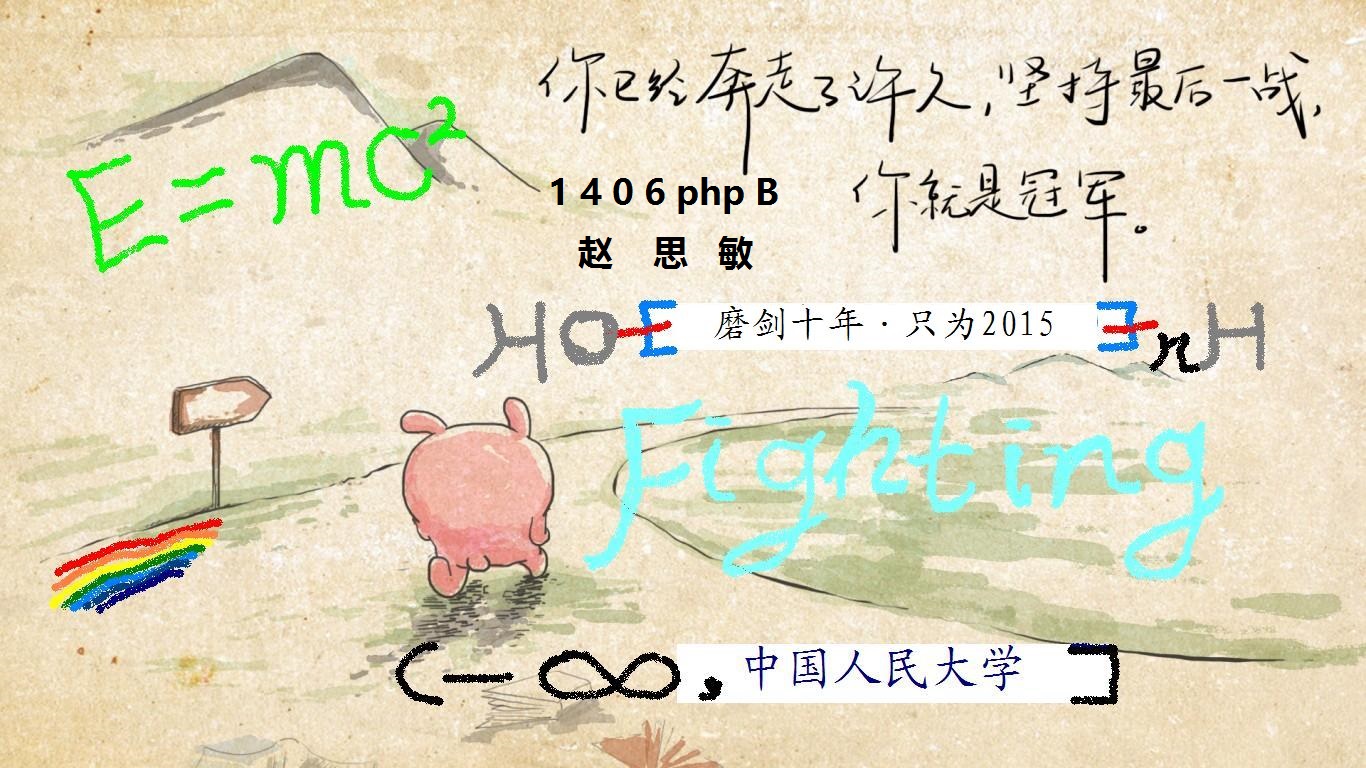 你已经奔走了许久,坚持最后一战,
你就是冠军。
E=mc²
1 4 0 6 php B
赵 思 敏
HO-[磨剑十年·只为2015]-nH
Fighting
(-∞,中国人民大学]